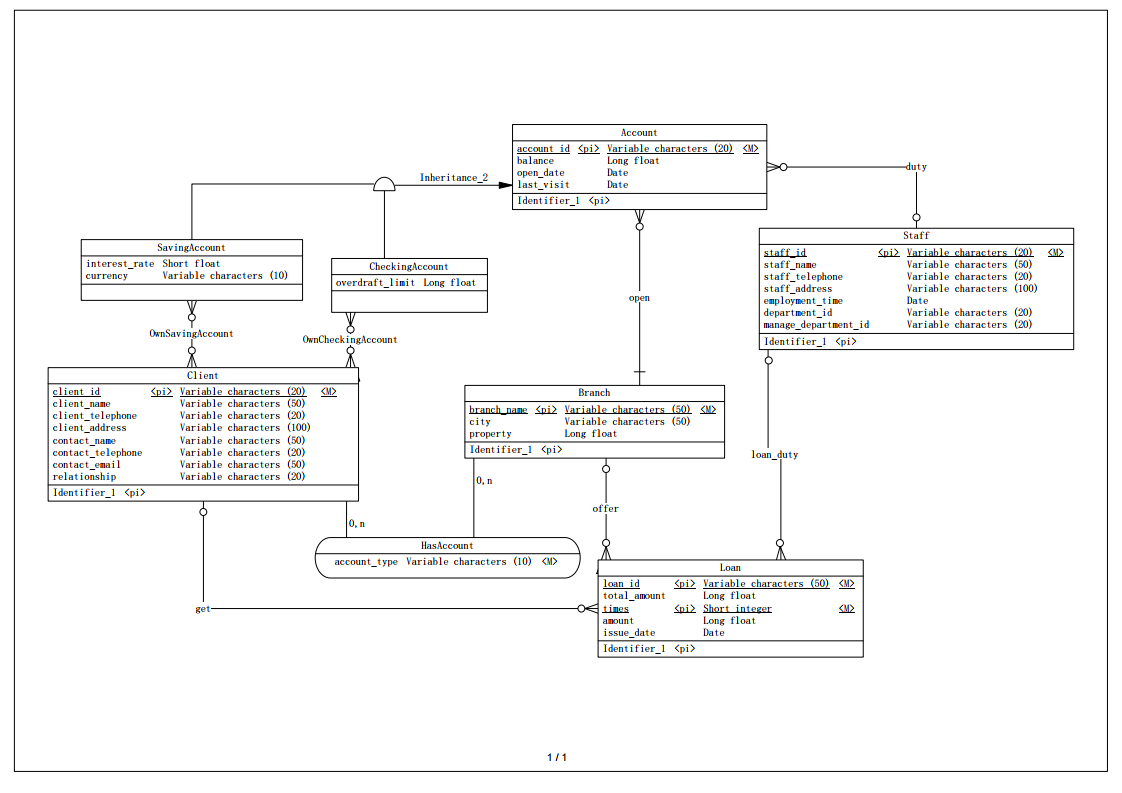 Account
account_id <pi> Variable characters (20) <M>
balance Long float
open_date Date
last_visit Date
Identifier_1 <pi>
duty
Inheritance_2
Staff
staff_id <pi> Variable characters (20) <M>
staff_name Variable characters (50)
staff_telephone Variable characters (20)
staff_address Variable characters (100)
employment_time Date
department_id Variable characters (20)
manage_department_id Variable characters (20)
Identifier_1 <pi>
SavingAccount
interest_rate Short float
currency Variable characters (10)
CheckingAccount
overdraft_limit Long float
open
OwnSavingAccount
OwnCheckingAccount
Client
client_id <pi> Variable characters (20) <M>
client_name Variable characters (50)
client_telephone Variable characters (20)
client_address Variable characters (100)
contact_name Variable characters (50)
contact_telephone Variable characters (20)
contact_email Variable characters (50)
relationship Variable characters (20)
Identifier_1 <pi>
Branch
branch_name <pi> Variable characters (50) <M>
city Variable characters (50)
property Long float
Identifier_1 <pi>
loan_duty
0,n
offer
0,n
HasAccount
account_type Variable characters (10) <M>
Loan
loan_id <pi> Variable characters (50) <M>
total_amount Long float
times <pi> Short integer <M>
amount Long float
issue_date Date
Identifier_1 <pi>
get
1 / 1